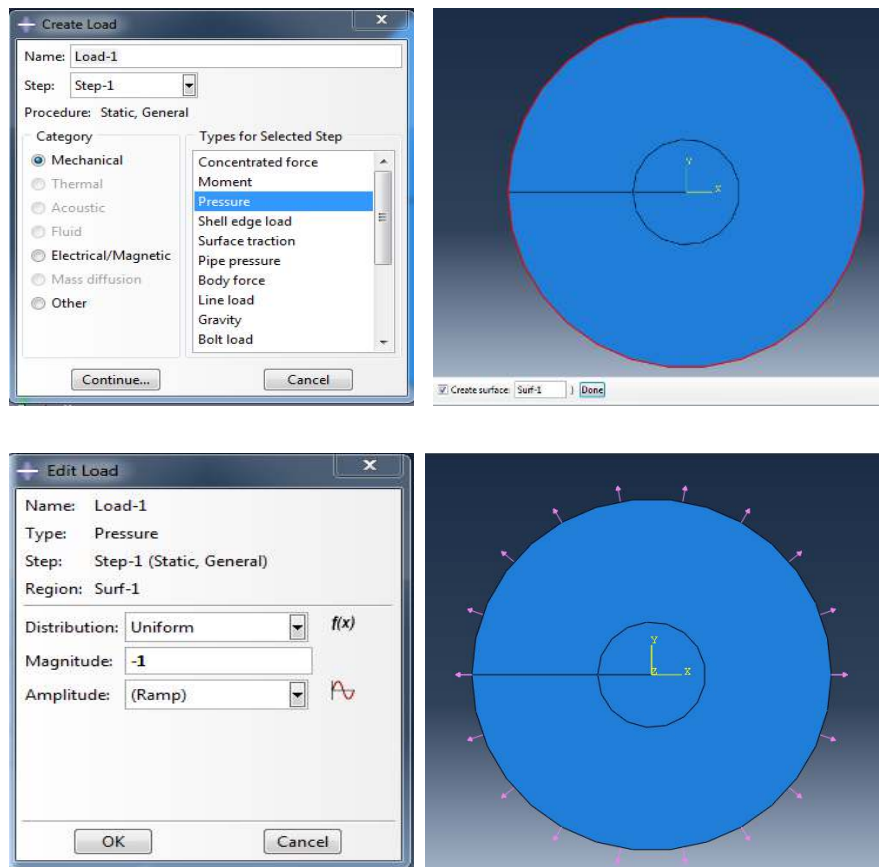 Create Load
Name: Load-1
Step: Step-1
Procedure: Static, General
Category
Mechanical
Thermal
Acoustic
Fluid
Electrical/Magnetic
Mass diffusion
Other
Types for Selected Step
Concentrated force
Moment
Pressure
Shell edge load
Surface traction
Pipe pressure
Body force
Line load
Gravity
Bolt load
Continue... Cancel
Y
X
Create surface: Surf-1 ) Done
Edit Load
Name: Load-1
Type: Pressure
Step: Step-1 (Static, General)
Region: Surf-1
Distribution: Uniform f(x)
Magnitude: -1
Amplitude: (Ramp)
OK Cancel
Y
Z X